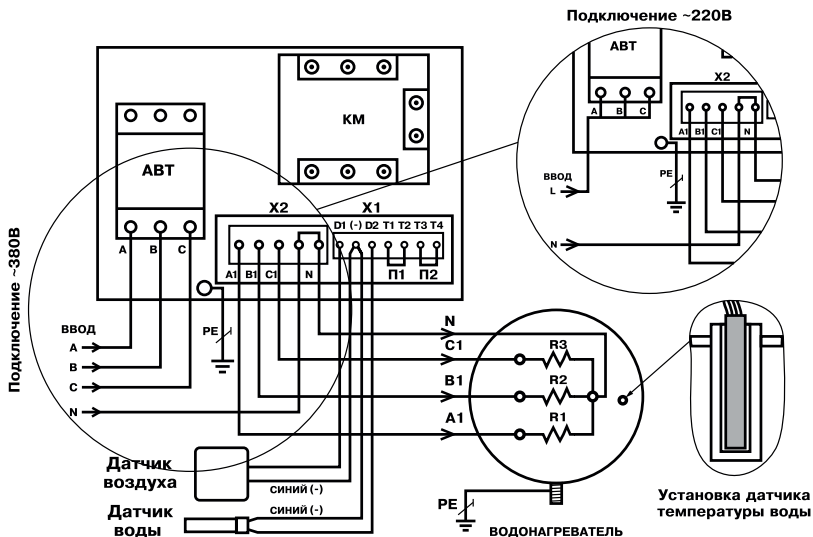 Подключение ~220В
АВТ
X2
A
B
C
A1 B1 C1 N
ВВОД
L
PE
N
КМ
АВТ
X2
X1
D1 (-) D2 T1 T2 T3 T4
A
B
C
A1 B1 C1 N
П1
П2
Подключение ~380В
PE
ВВОД
A
B
C
N
N
C1
B1
A1
R3
R2
R1
Датчик
воздуха
СИНИЙ (-)
СИНИЙ (-)
Датчик
воды
PE
ВОДОНАГРЕВАТЕЛЬ
Установка датчика
температуры воды